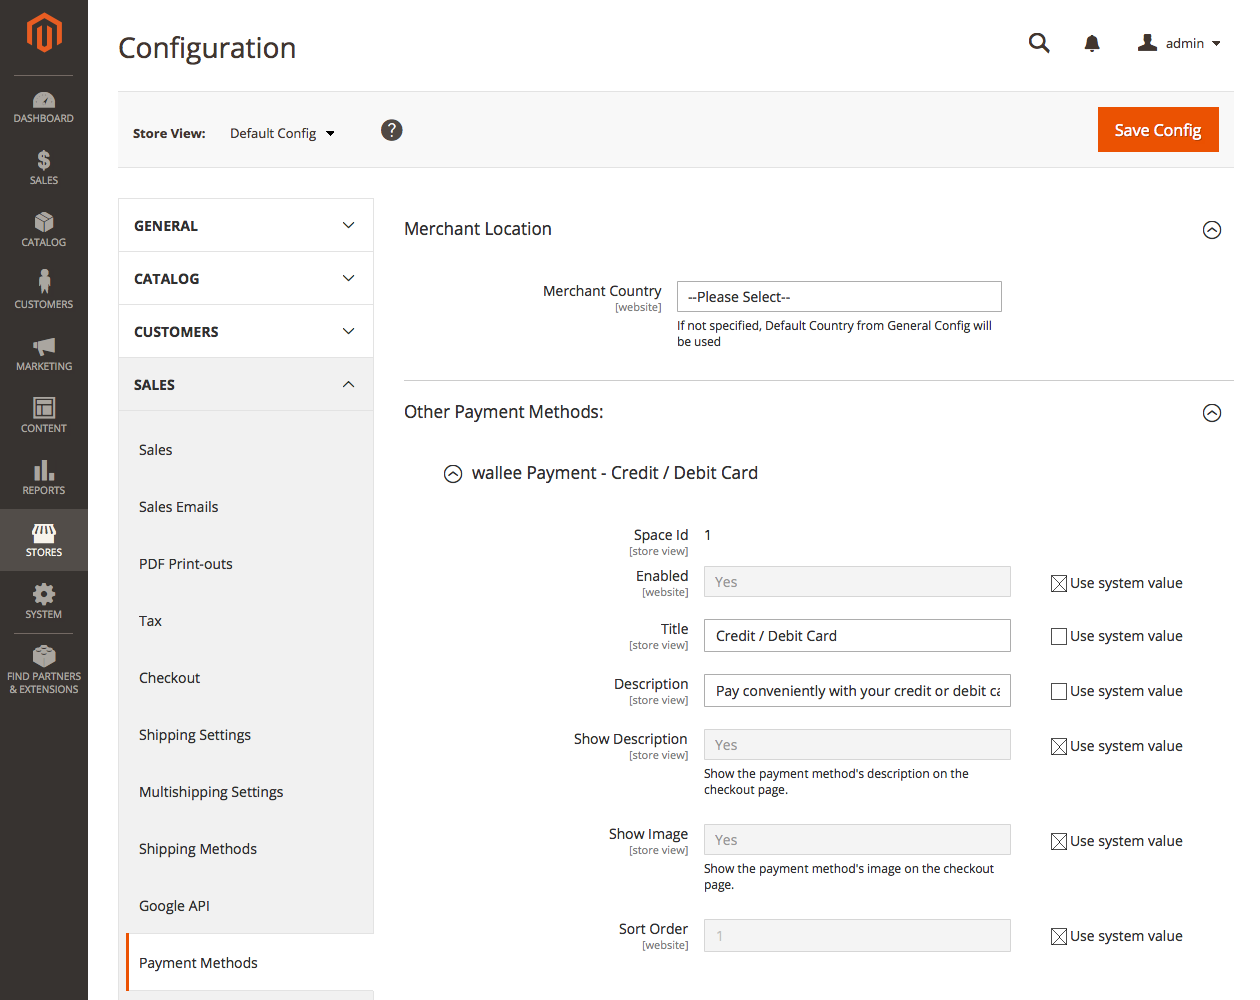 Configuration
admin
DASHBOARD
SALES
CATALOG
CUSTOMERS
MARKETING
CONTENT
REPORTS
STORES
SYSTEM
FIND PARTNERS
& EXTENSIONS
Store View:
Default Config
?
Save Config
GENERAL
CATALOG
CUSTOMERS
SALES
Sales
Sales Emails
PDF Print-outs
Tax
Checkout
Shipping Settings
Multishipping Settings
Shipping Methods
Google API
Payment Methods
Merchant Location
Merchant Country
[website]
--Please Select--
If not specified, Default Country from General Config will
be used
Other Payment Methods:
wallee Payment - Credit / Debit Card
Space Id
[store view]
1
Enabled
[website]
Yes
Use system value
Title
[store view]
Credit / Debit Card
Use system value
Description
[store view]
Pay conveniently with your credit or debit ca
Use system value
Show Description
[store view]
Yes
Use system value
Show the payment method's description on the
checkout page.
Show Image
[store view]
Yes
Use system value
Show the payment method's image on the checkout
page.
Sort Order
[website]
1
Use system value